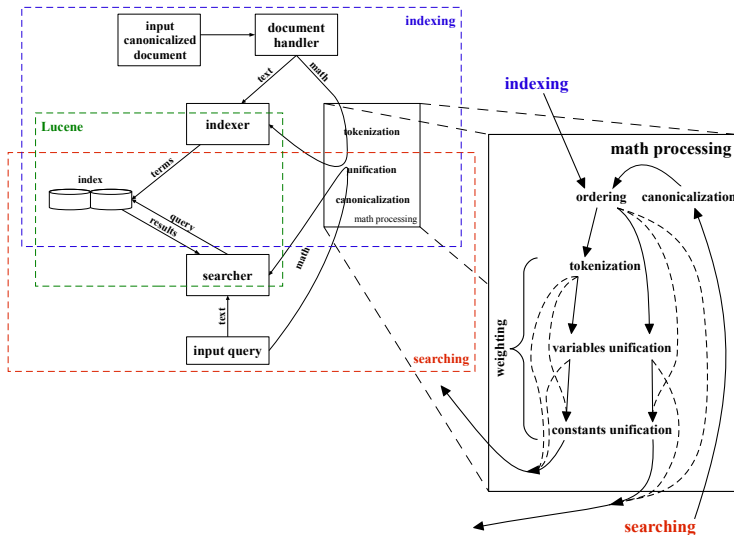 indexing
input
canonicalized
document
document
handler
text
math
indexing
Lucene
indexer
tokenization
math processing
terms
index
unification
ordering
canonicalization
canonicalization
query
results
math processing
math
tokenization
searcher
text
weighting
variables unification
input query
searching
constants unification
searching